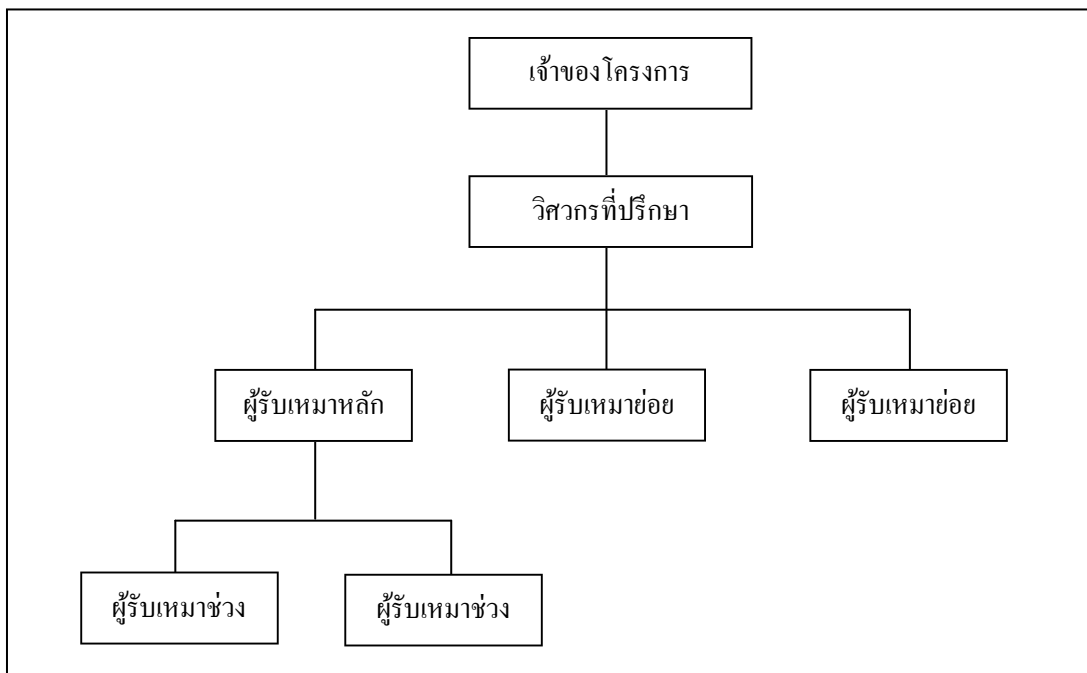 เจ้าของโครงการ
วิศวกรที่ปรึกษา
ผู้รับเหมาหลัก
ผู้รับเหมาย่อย
ผู้รับเหมาย่อย
ผู้รับเหมาช่วง
ผู้รับเหมาช่วง